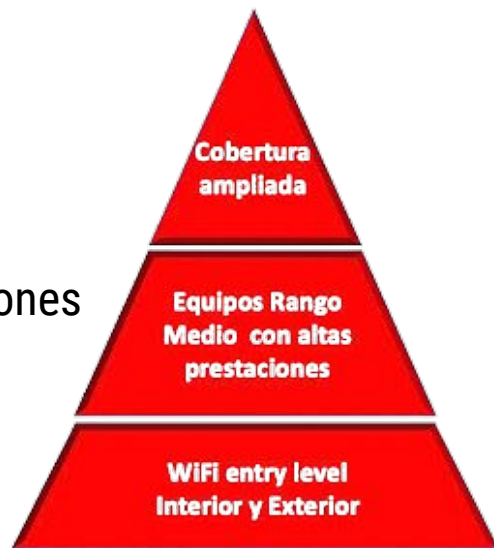 Cobertura
ampliada
ones
Equipos Rango
Medio con altas
prestaciones
WiFi entry level
Interior y Exterior